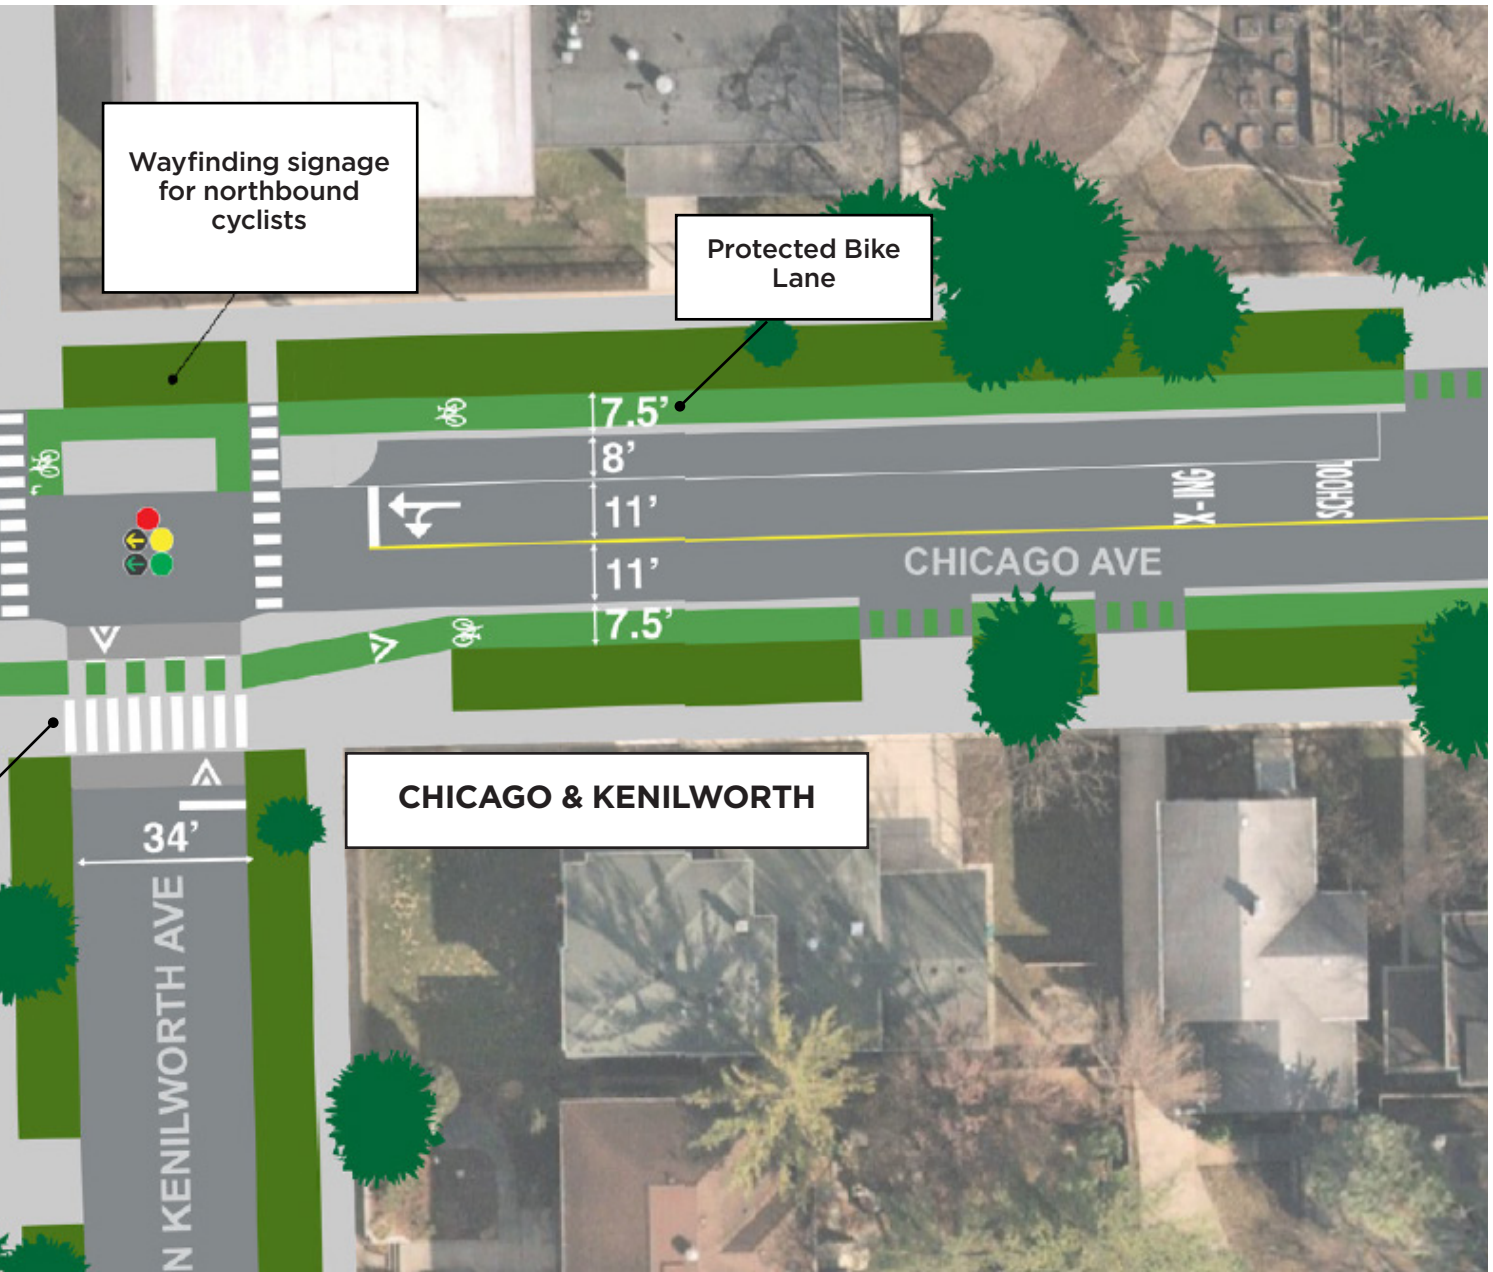 Wayfinding signage
for northbound
cyclists
Protected Bike
Lane
7.5’
8’
11’
X-ING
SCHOOL
CHICAGO AVE
11’
7.5’
CHICAGO & KENILWORTH
34’
N KENILWORTH AVE